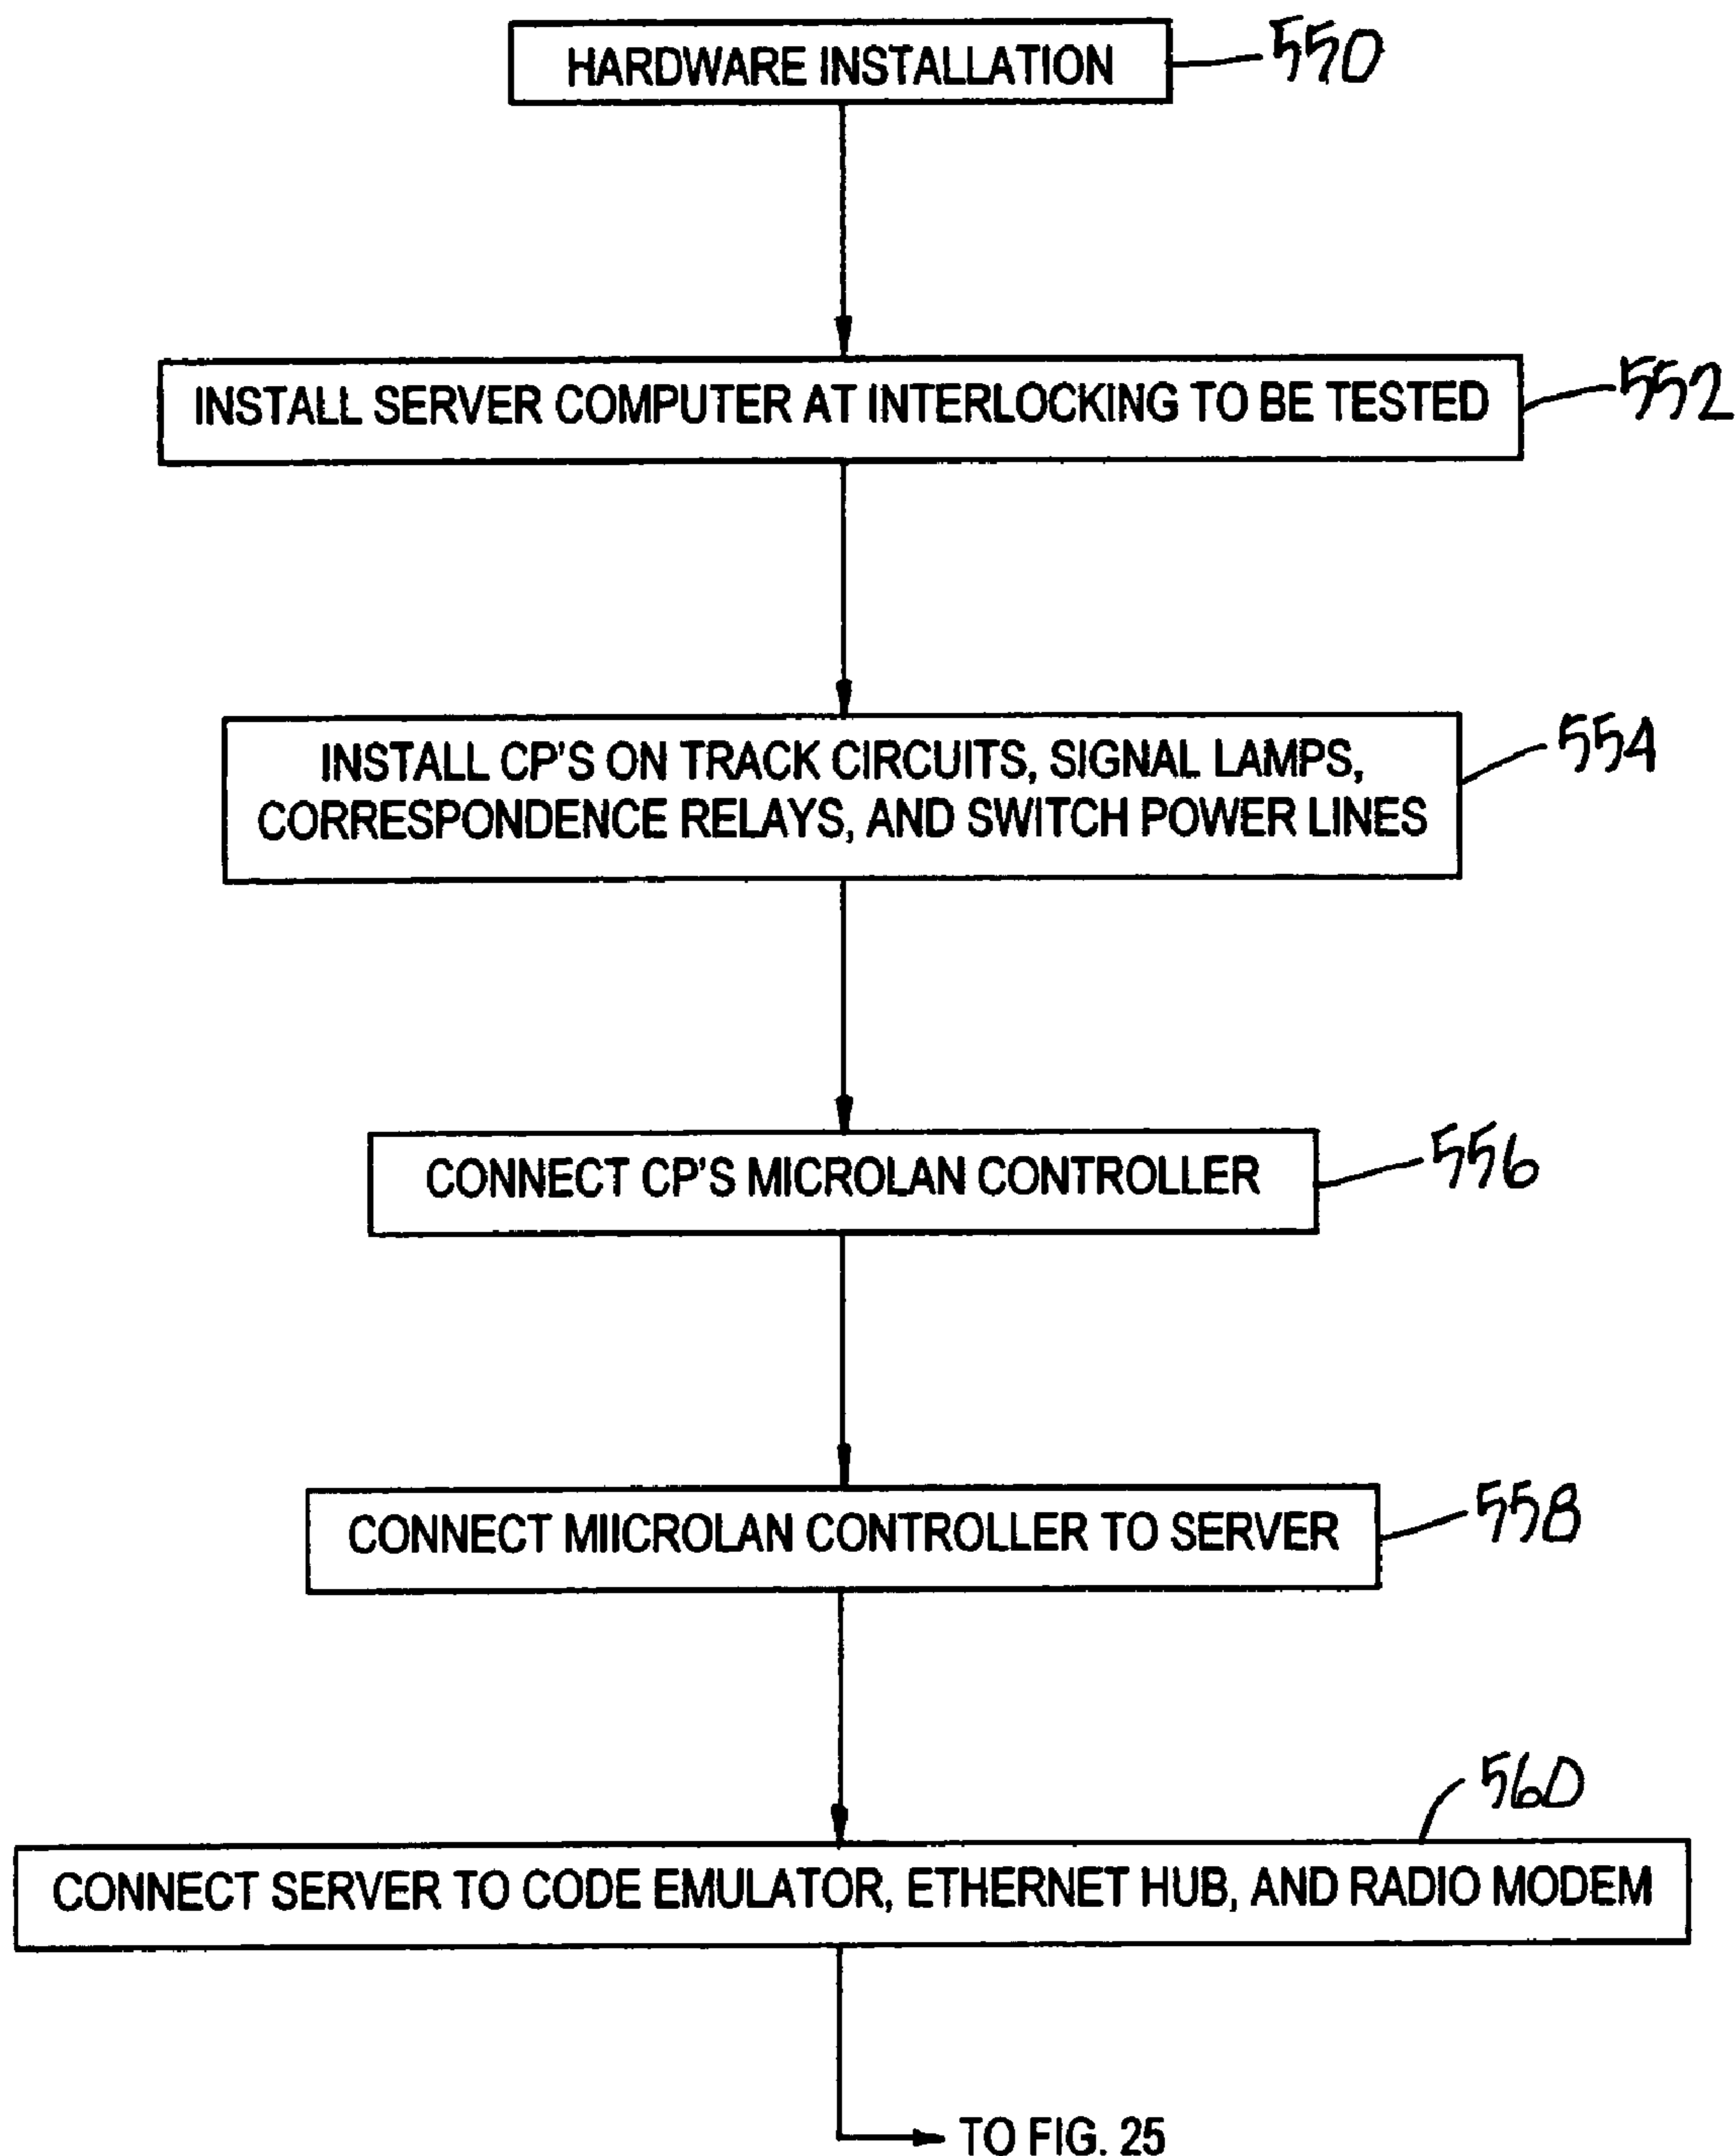 HARDWARE INSTALLATION
550
INSTALL SERVER COMPUTER AT INTERLOCKING TO BE TESTED
552
INSTALL CP'S ON TRACK CIRCUITS, SIGNAL LAMPS,
CORRESPONDENCE RELAYS, AND SWITCH POWER LINES
554
CONNECT CP'S MICROLAN CONTROLLER
556
CONNECT MIICROLAN CONTROLLER TO SERVER
558
560
CONNECT SERVER TO CODE EMULATOR, ETHERNET HUB, AND RADIO MODEM
TO FIG. 25